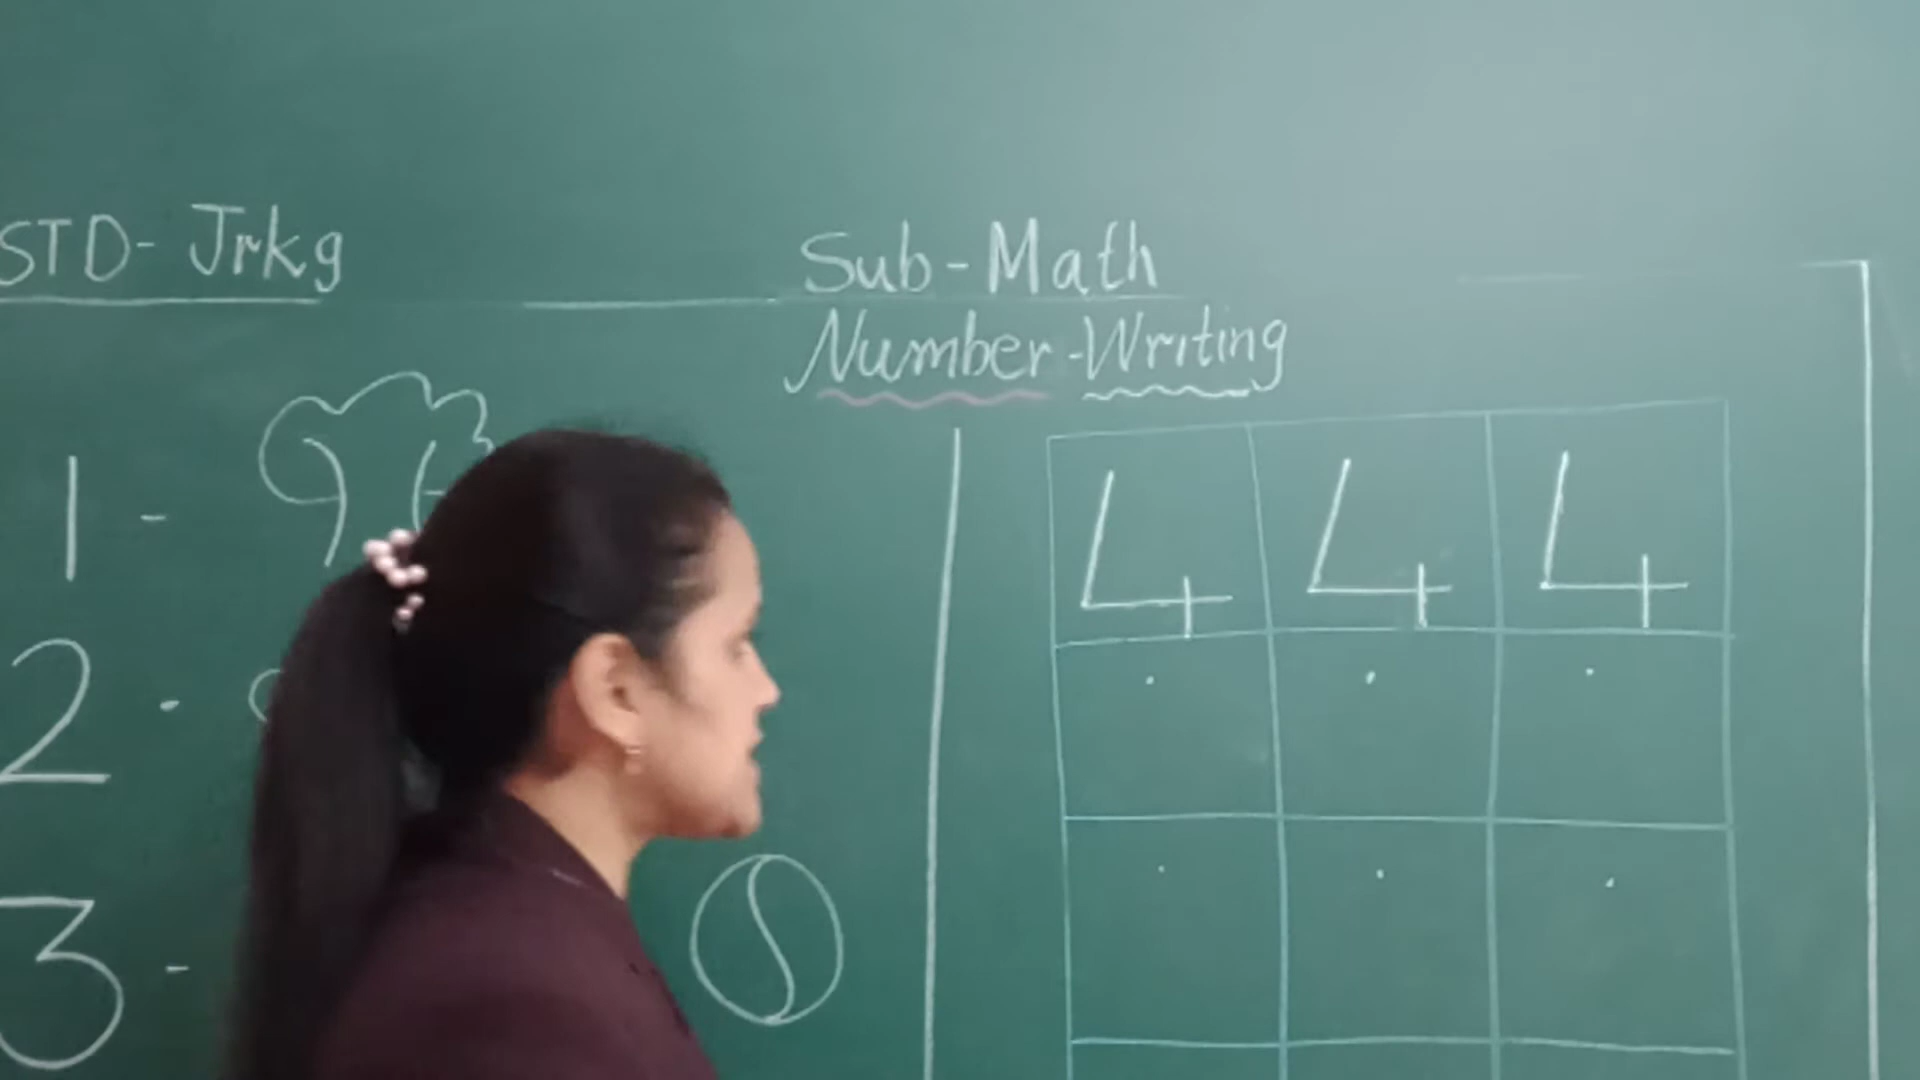 STD- Jrkg
Sub-Math
Number-Writing
1 -
2 -
3 -
4 4 4